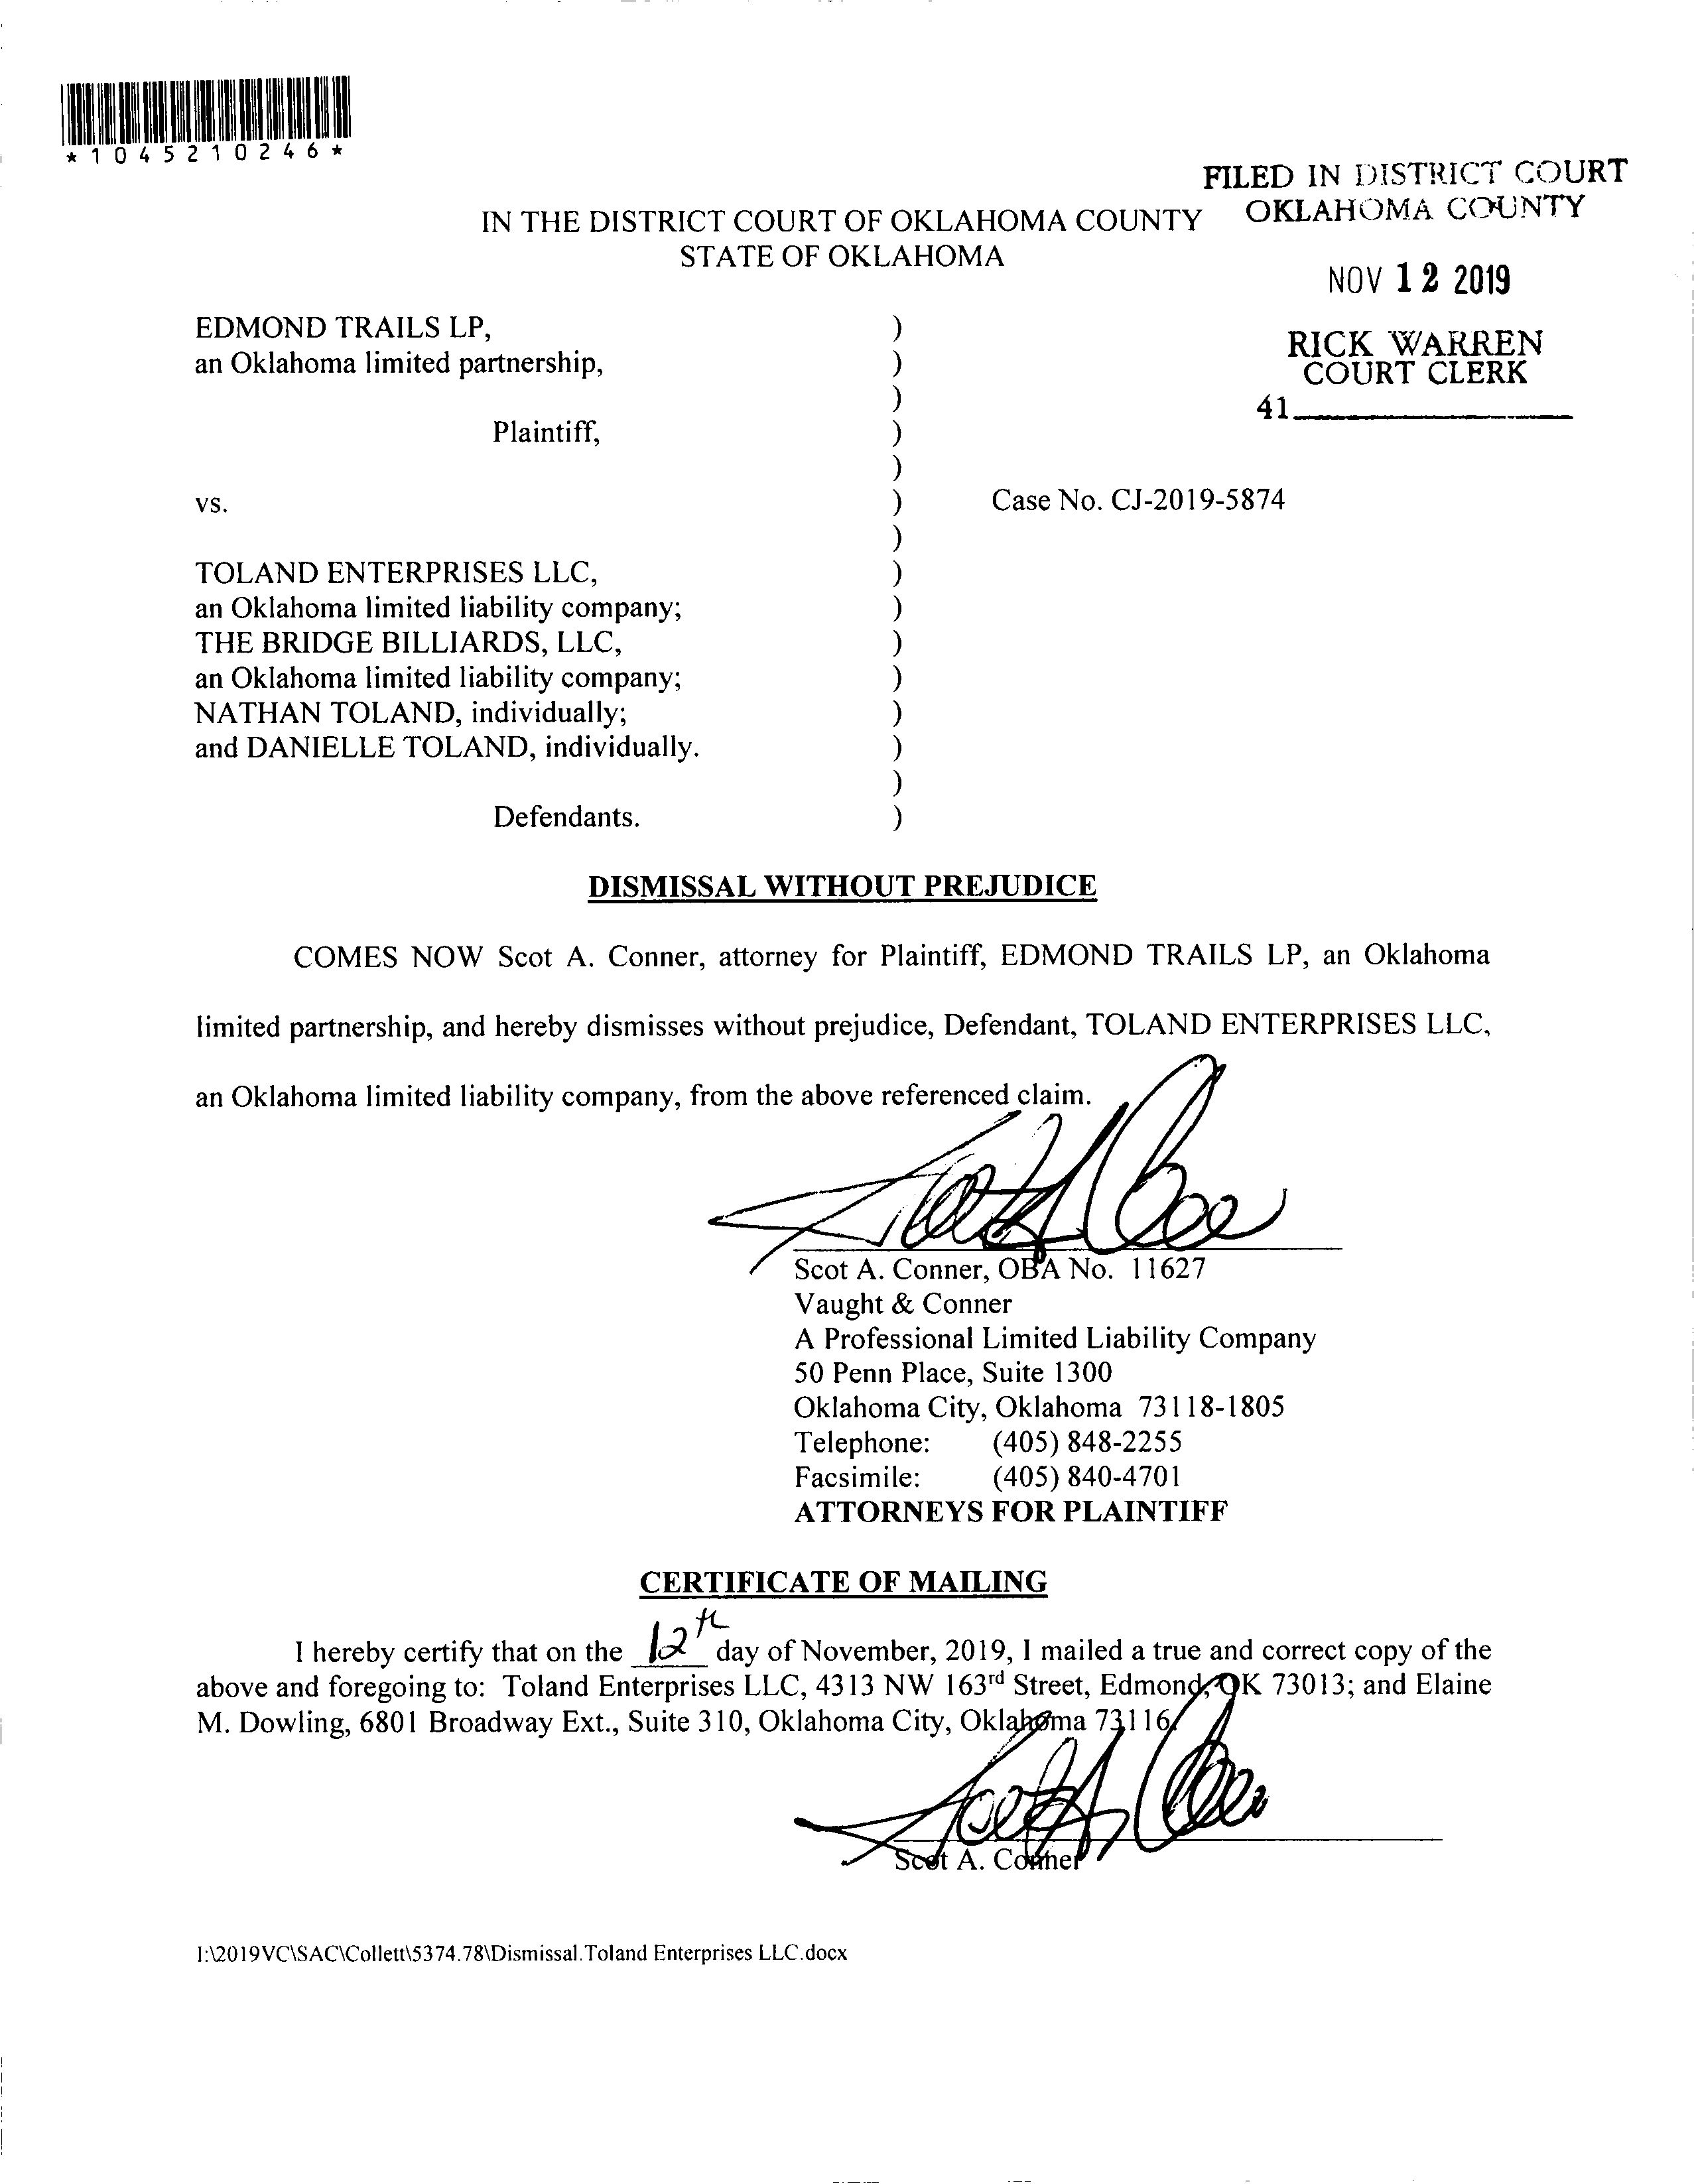 *1045210246*
FILED IN DISTRICT COURT
OKLAHOMA COUNTY
IN THE DISTRICT COURT OF OKLAHOMA COUNTY
STATE OF OKLAHOMA
NOV 12 2019
RICK WARREN
COURT CLERK
41
EDMOND TRAILS LP, )
an Oklahoma limited partnership, )
)
Plaintiff, )
)
vs. ) Case No. CJ-2019-5874
)
TOLAND ENTERPRISES LLC, )
an Oklahoma limited liability company; )
THE BRIDGE BILLIARDS, LLC, )
an Oklahoma limited liability company; )
NATHAN TOLAND, individually; )
and DANIELLE TOLAND, individually. )
)
Defendants. )
DISMISSAL WITHOUT PREJUDICE
COMES NOW Scot A. Conner, attorney for Plaintiff, EDMOND TRAILS LP, an Oklahoma
limited partnership, and hereby dismisses without prejudice, Defendant, TOLAND ENTERPRISES LLC,
an Oklahoma limited liability company, from the above referenced claim.
Scot A. Conner, OBA No. 11627
Vaught & Conner
A Professional Limited Liability Company
50 Penn Place, Suite 1300
Oklahoma City, Oklahoma 73118-1805
Telephone: (405) 848-2255
Facsimile: (405) 840-4701
ATTORNEYS FOR PLAINTIFF
CERTIFICATE OF MAILING
I hereby certify that on the 12th day of November, 2019, I mailed a true and correct copy of the
above and foregoing to: Toland Enterprises LLC, 4313 NW 163rd Street, Edmond, OK 73013; and Elaine
M. Dowling, 6801 Broadway Ext., Suite 310, Oklahoma City, Oklahoma 73116
Scot A. Conner
I:\2019VC\SAC\Collett\5374.78\Dismissal.Toland Enterprises LLC.docx